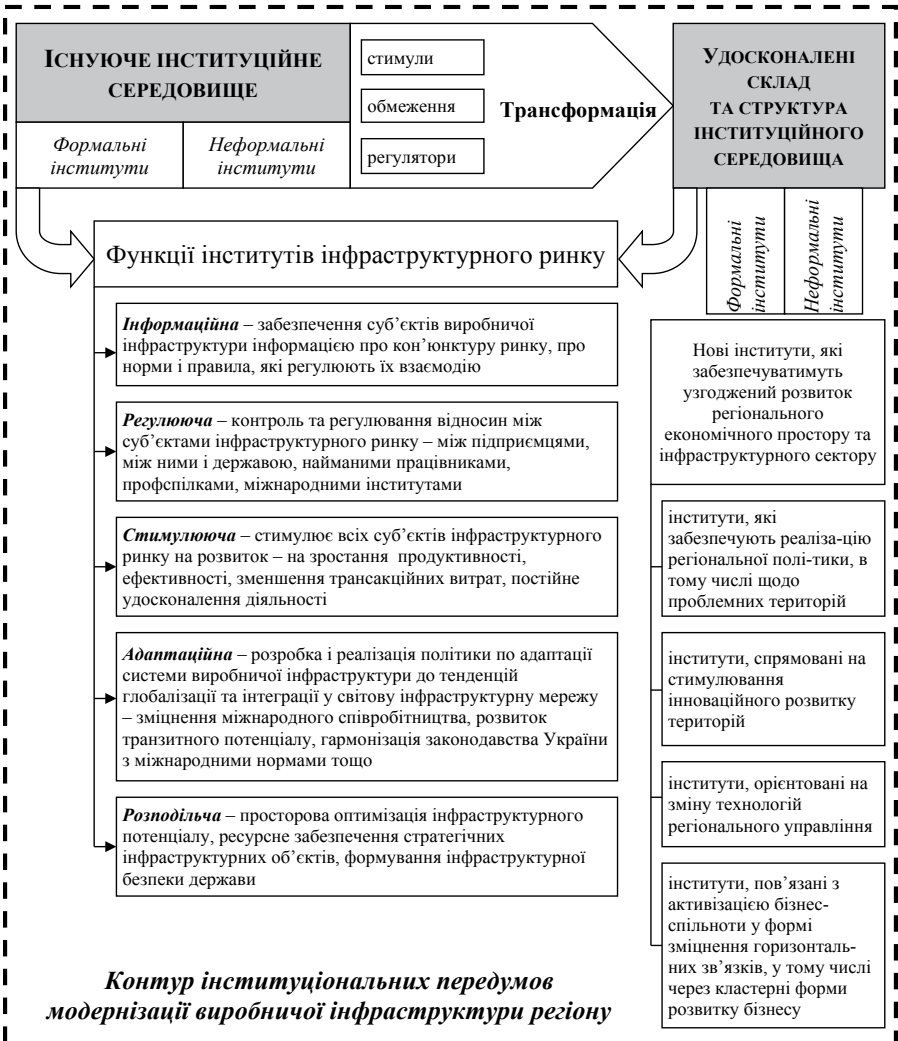 ІСНУЮЧЕ ІНСТИТУЦІЙНЕ
СЕРЕДОВИЩЕ
Формальні
інститути
Неформальні
інститути
стимули
обмеження
регулятори
Трансформація
УДОСКОНАЛЕНІ
СКЛАД
ТА СТРУКТУРА
ІНСТИТУЦІЙНОГО
СЕРЕДОВИЩА
Формальні
інститути
Неформальні
інститути
Функції інститутів інфраструктурного ринку
Інформаційна – забезпечення суб’єктів виробничої
інфраструктури інформацією про кон’юнктуру ринку, про
норми і правила, які регулюють їх взаємодію
Регулююча – контроль та регулювання відносин між
суб’єктами інфраструктурного ринку – між підприємцями,
між ними і державою, найманими працівниками,
профспілками, міжнародними інститутами
Стимулююча – стимулює всіх суб’єктів інфраструктурного
ринку на розвиток – на зростання продуктивності,
ефективності, зменшення трансакційних витрат, постійне
удосконалення діяльності
Адаптаційна – розробка і реалізація політики по адаптації
системи виробничої інфраструктури до тенденцій
глобалізації та інтеграції у світову інфраструктурну мережу
– зміцнення міжнародного співробітництва, розвиток
транзитного потенціалу, гармонізація законодавства України
з міжнародними нормами тощо
Розподільча – просторова оптимізація інфраструктурного
потенціалу, ресурсне забезпечення стратегічних
інфраструктурних об’єктів, формування інфраструктурної
безпеки держави
Нові інститути, які
забезпечуватимуть
узгоджений розвиток
регіонального
економічного простору та
інфраструктурного сектору
інститути, які
забезпечують реаліза-цію
регіональної полі-тики, в
тому числі щодо
проблемних територій
інститути, спрямовані на
стимулювання
інноваційного розвитку
територій
інститути, орієнтовані на
зміну технологій
регіонального управління
інститути, пов’язані з
активізацією бізнес-
спільноти у формі
зміцнення горизонталь-
них зв’язків, у тому числі
через кластерні форми
розвитку бізнесу
Контур інституціональних передумов
модернізації виробничої інфраструктури регіону